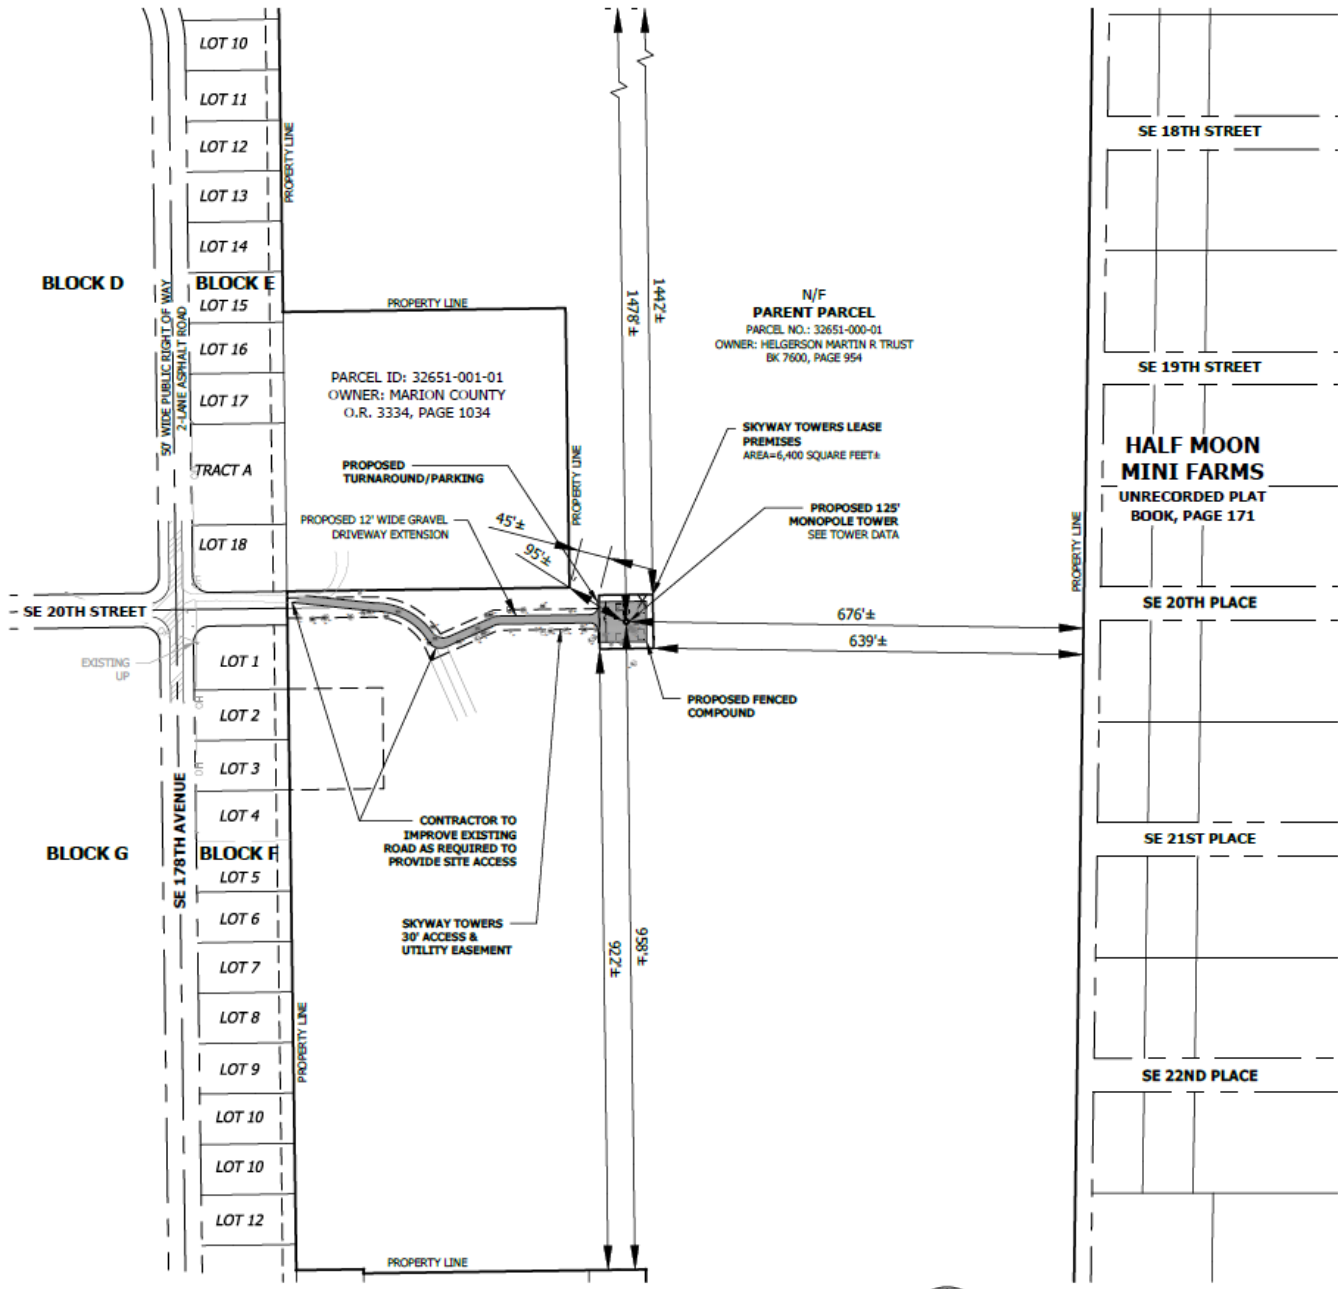 LOT 10
LOT 11
LOT 12
LOT 13
LOT 14
BLOCK D
BLOCK E
LOT 15
LOT 16
LOT 17
TRACT A
LOT 18
50' WIDE PUBLIC RIGHT OF WAY
2-LANE ASPHALT ROAD
PROPERTY LINE
PROPERTY LINE
PARCEL ID: 32651-001-01
OWNER: MARION COUNTY
O.R. 3334, PAGE 1034
PROPERTY LINE
1478'±
1442'±
N/F
PARENT PARCEL
PARCEL NO.: 32651-000-01
OWNER: HELGERSON MARTIN R TRUST
BK 7600, PAGE 954
SKYWAY TOWERS LEASE
PREMISES
AREA=6,400 SQUARE FEET±
PROPOSED
TURNAROUND/PARKING
PROPOSED 12' WIDE GRAVEL
DRIVEWAY EXTENSION
45'±
95'±
PROPOSED 125'
MONOPOLE TOWER
SEE TOWER DATA
PROPERTY LINE
676'±
639'±
PROPOSED FENCED
COMPOUND
SE 20TH STREET
EXISTING
UP
OH
OH
OH
OH
LOT 1
LOT 2
LOT 3
LOT 4
BLOCK G
BLOCK F
LOT 5
LOT 6
LOT 7
LOT 8
LOT 9
LOT 10
LOT 10
LOT 12
SE 178TH AVENUE
CONTRACTOR TO
IMPROVE EXISTING
ROAD AS REQUIRED TO
PROVIDE SITE ACCESS
SKYWAY TOWERS
30' ACCESS &
UTILITY EASEMENT
922'±
958'±
PROPERTY LINE
PROPERTY LINE
SE 18TH STREET
SE 19TH STREET
HALF MOON
MINI FARMS
UNRECORDED PLAT
BOOK, PAGE 171
SE 20TH PLACE
SE 21ST PLACE
SE 22ND PLACE